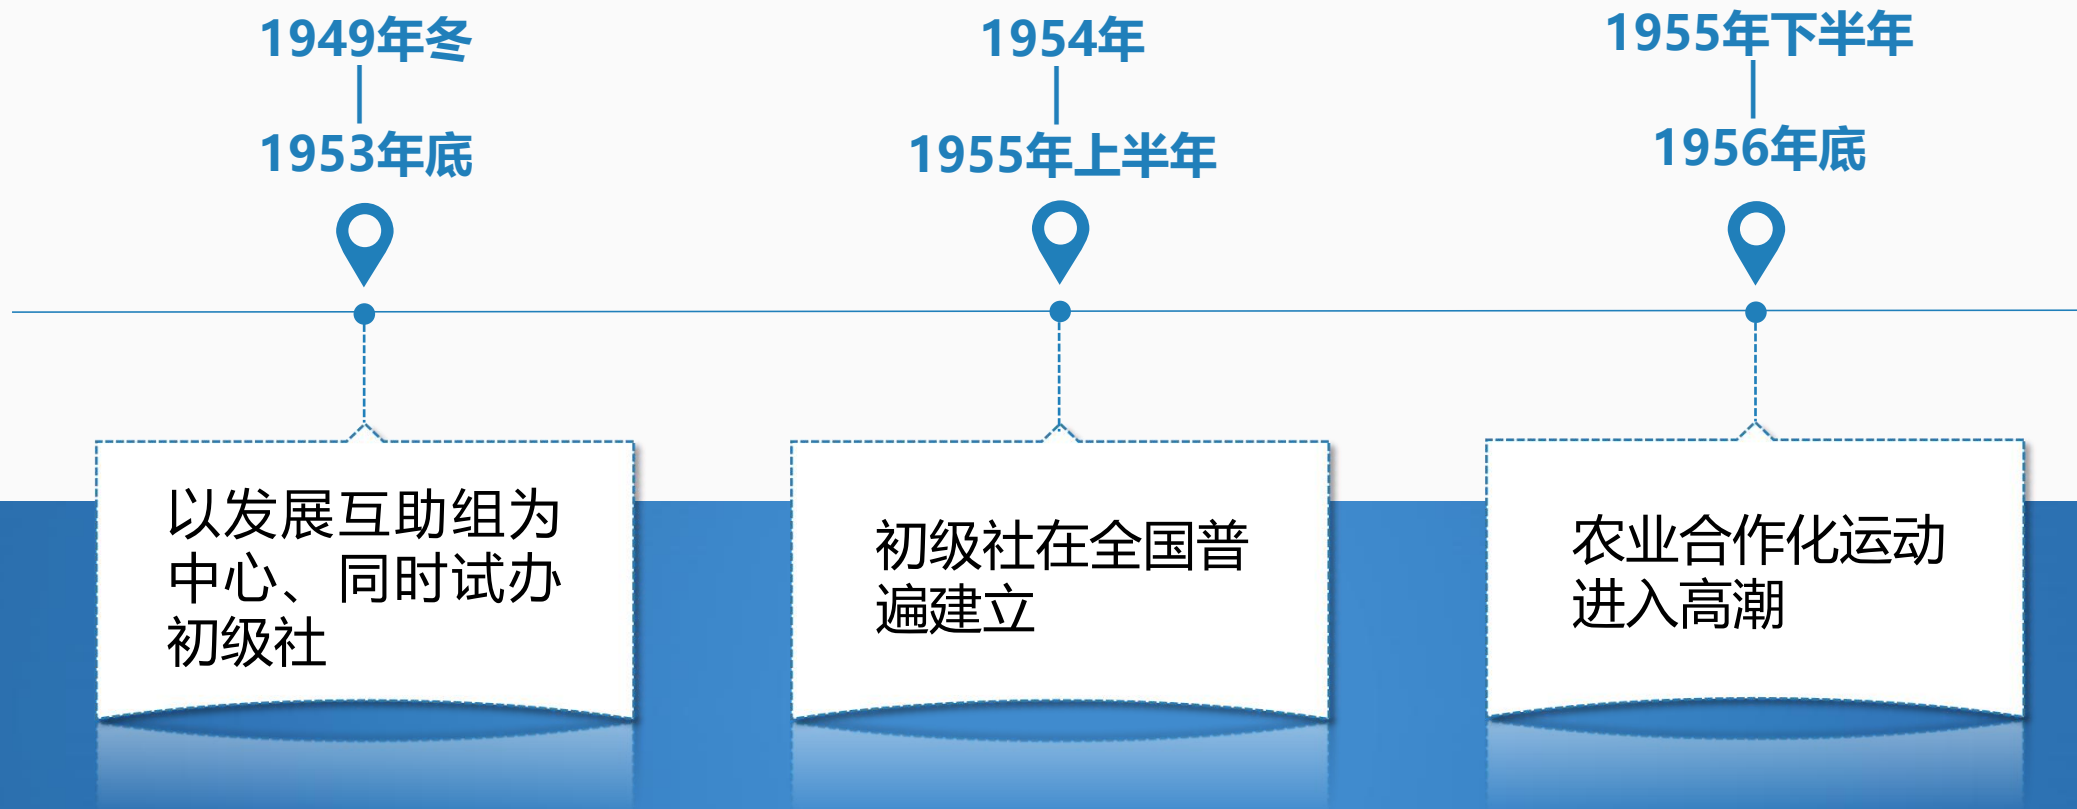 1949年冬
1953年底
以发展互助组为
中心、同时试办
初级社
1954年
1955年上半年
初级社在全国普
遍建立
1955年下半年
1956年底
农业合作化运动
进入高潮